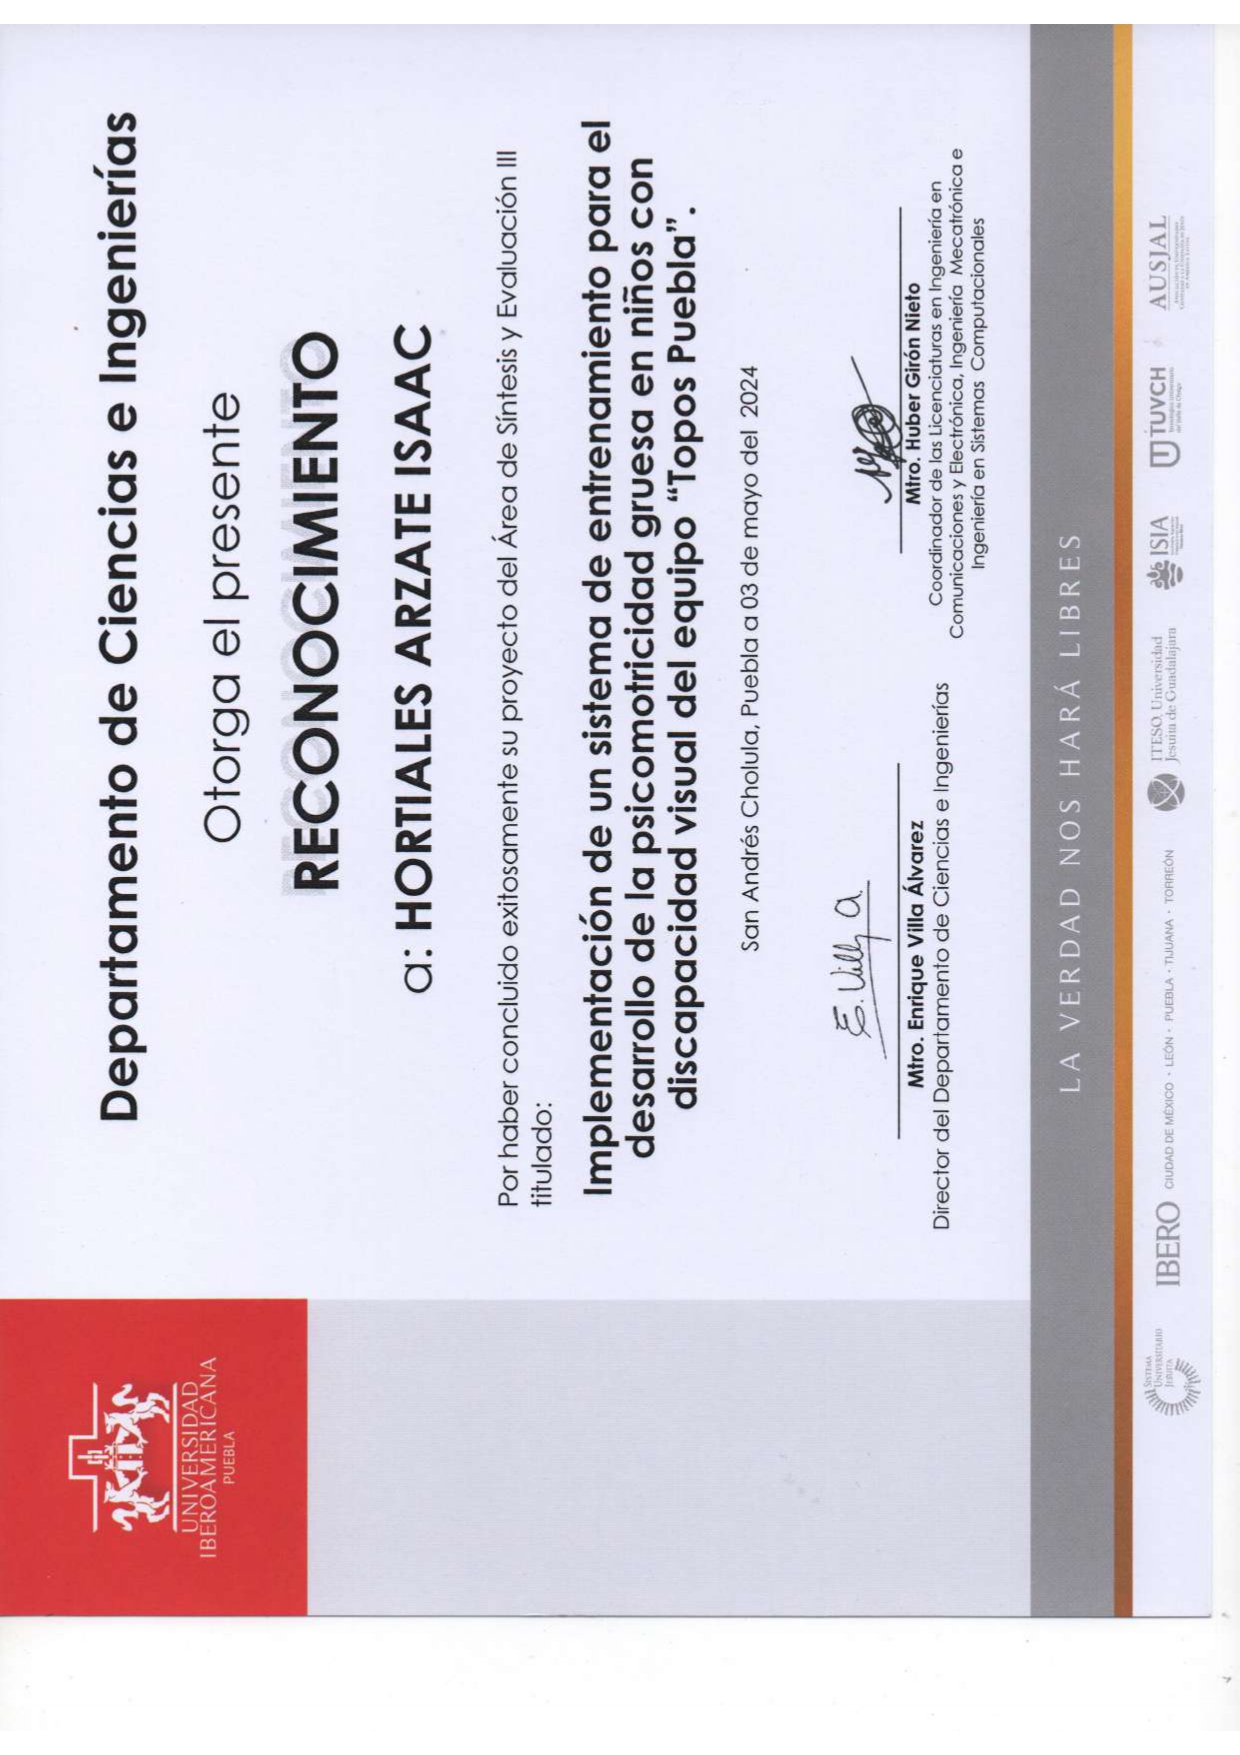 UNIVERSIDAD
IBEROAMERICANA
PUEBLA
Departamento de Ciencias e Ingenierías
Otorga el presente
RECONOCIMIENTO
a: HORTIALES ARZATE ISAAC
Por haber concluido exitosamente su proyecto del Área de Síntesis y Evaluación III
titulado:
Implementación de un sistema de entrenamiento para el
desarrollo de la psicomotricidad gruesa en niños con
discapacidad visual del equipo “Topos Puebla”.
San Andrés Cholula, Puebla a 03 de mayo del 2024
E. Villa A.
Mtro. Enrique Villa Álvarez
Director del Departamento de Ciencias e Ingenierías
Mtro. Huber Girón Nieto
Coordinador de las Licenciaturas en Ingeniería en
Comunicaciones y Electrónica, Ingeniería Mecatrónica e
Ingeniería en Sistemas Computacionales
LA VERDAD NOS HARÁ LIBRES
SISTEMA
UNIVERSITARIO
JESUITA
IBERO CIUDAD DE MÉXICO · LEÓN · PUEBLA · TIJUANA · TORREÓN
ITESO, Universidad
Jesuita de Guadalajara
ISIA
TUVCH
AUSJAL